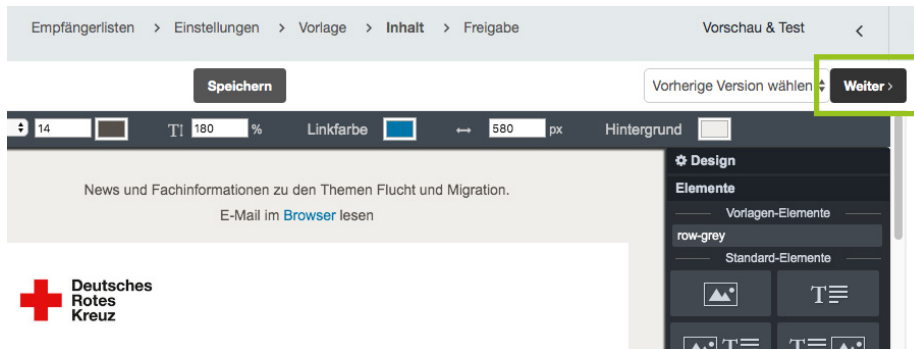 Empfängerlisten > Einstellungen > Vorlage > Inhalt > Freigabe Vorschau & Test <
Speichern Vorherige Version wählen Weiter >
14 T| 180 % Linkfarbe ↔ 580 px Hintergrund
Design
Elemente
News und Fachinformationen zu den Themen Flucht und Migration.
E-Mail im Browser lesen
Vorlagen-Elemente
row-grey
Standard-Elemente
Deutsches
Rotes
Kreuz
T
T T